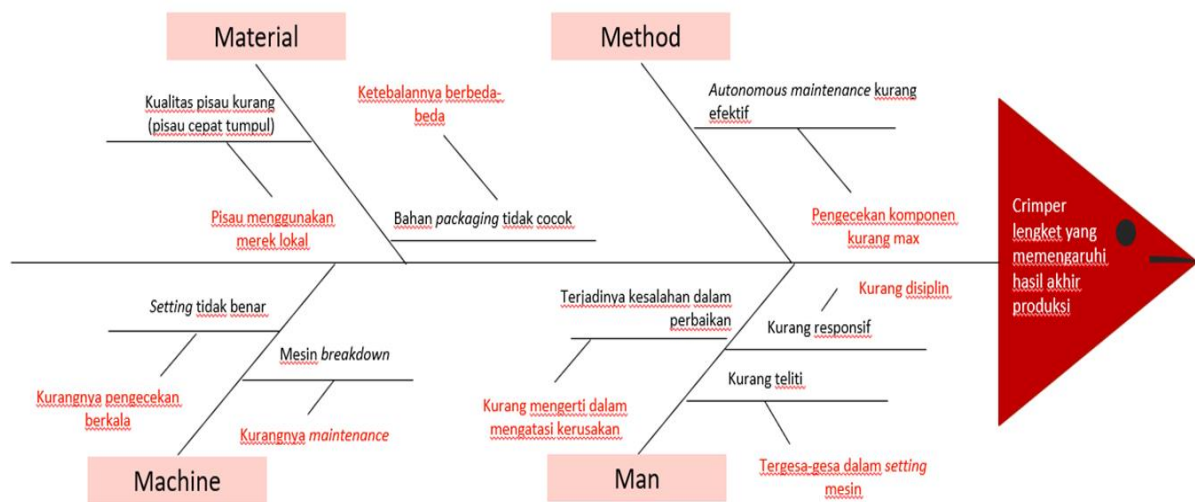 Material
Method
Kualitas pisau kurang
(pisau cepat tumpul)
Ketebalannya berbeda-
beda
Autonomous maintenance kurang
efektif
Pisau menggunakan
merek lokal
Bahan packaging tidak cocok
Pengecekan komponen
kurang max
Crimper
lengket yang
memengaruhi
hasil akhir
produksi
Setting tidak benar
Mesin breakdown
Kurangnya pengecekan
berkala
Kurangnya maintenance
Terjadinya kesalahan dalam
perbaikan
Kurang disiplin
Kurang responsif
Kurang teliti
Kurang mengerti dalam
mengatasi kerusakan
Tergesa-gesa dalam setting
mesin
Machine
Man